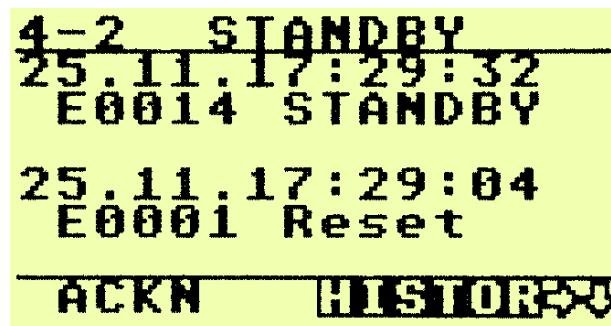 4-2 STANDBY
25.11.17:29:32
E0014 STANDBY
25.11.17:29:04
E0001 Reset
ACKN HISTOR⇨⇩